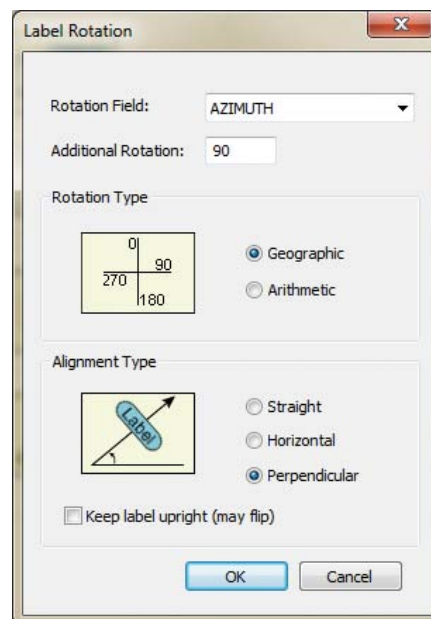 Label Rotation
Rotation Field: AZIMUTH
Additional Rotation: 90
Rotation Type
0
90
270
180
Geographic
Arithmetic
Alignment Type
Label
Straight
Horizontal
Perpendicular
Keep label upright (may flip)
OK Cancel